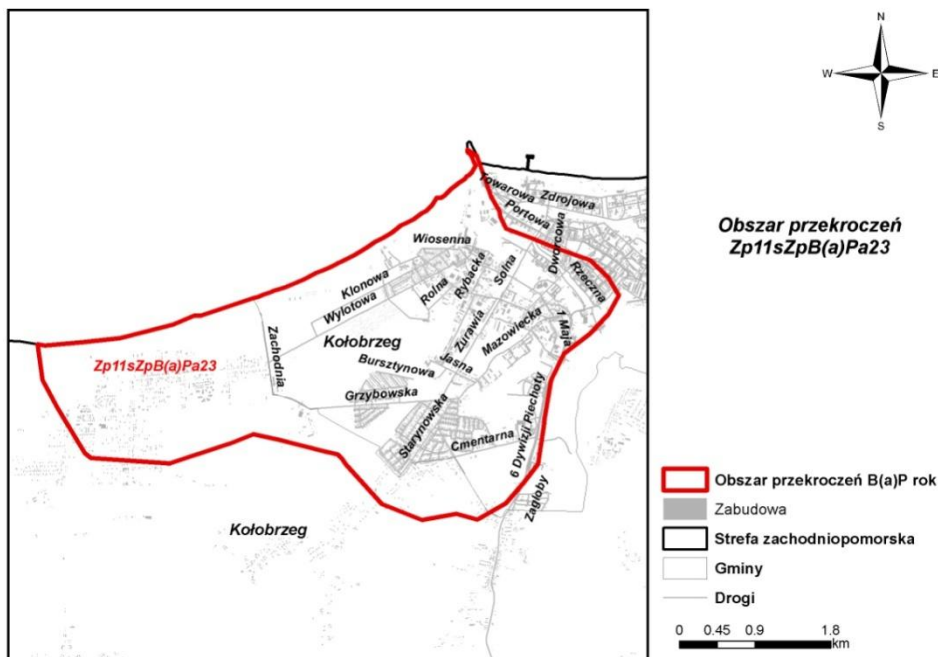 N
W
E
S
Obszar przekroczeń
Zp11sZpB(a)Pa23
Towarowa
Zdrojowa
Portowa
Dworcowa
Wiosenna
Rzeczna
Klonowa
Wylotowa
Rolna
Rybacka
Solna
Zachodnia
Kołobrzeg
Żurawia
Mazowiecka
1 Maja
Zp11sZpB(a)Pa23
Bursztynowa
Jasna
Grzybowska
Starynowska
Cmentarna
6 Dywizji Piechoty
Zagłoby
Kołobrzeg
Obszar przekroczeń B(a)P rok
Zabudowa
Strefa zachodniopomorska
Gminy
Drogi
0 0.45 0.9 1.8
km